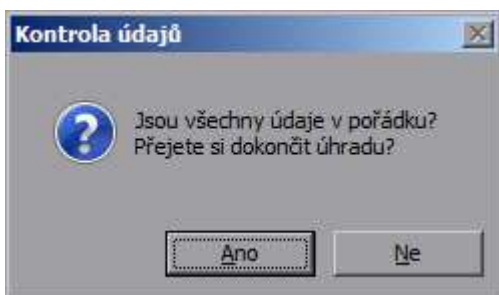 Kontrola údajů
Jsou všechny údaje v pořádku?
Přejete si dokončit úhradu?
Ano
Ne